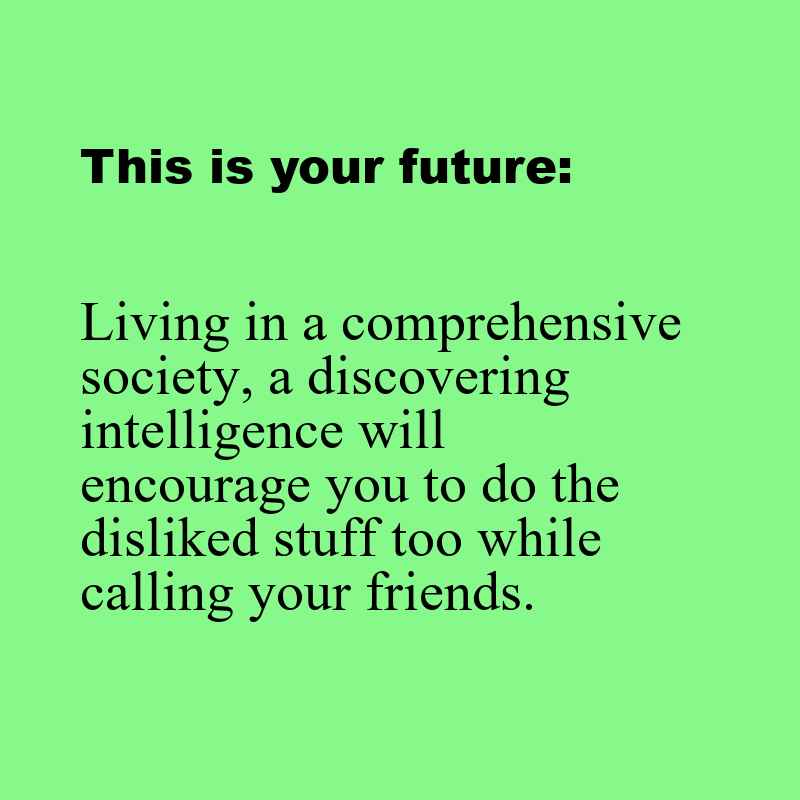 This is your future:
Living in a comprehensive
society, a discovering
intelligence will
encourage you to do the
disliked stuff too while
calling your friends.